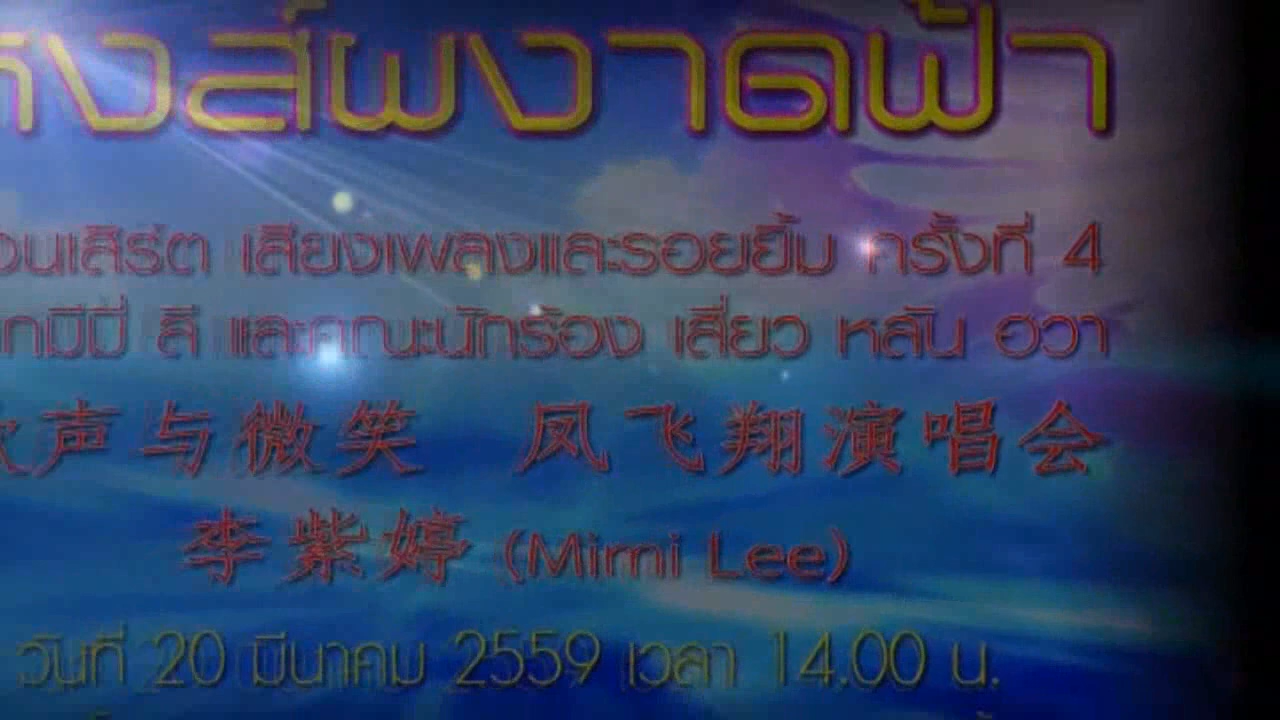 หงส์ผงาดฟ้า
คอนเสิร์ต เสียงเพลงและรอยยิ้ม ครั้งที่ 4
มีมี่ ลี และคณะนักร้อง เสี่ยว หลัน ฮวา
歌声与微笑 凤飞翔演唱会
李紫婷 (Mimi Lee)
วันที่ 20 มีนาคม 2559 เวลา 14.00 น.